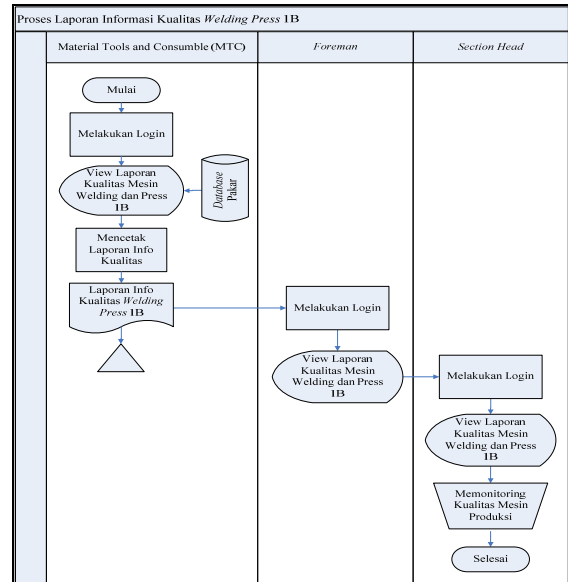 Proses Laporan Informasi Kualitas Welding Press 1B
Material Tools and Consumble (MTC)
Foreman
Section Head
Mulai
Melakukan Login
View Laporan
Kualitas Mesin
Welding dan Press
1B
Database
Pakar
Mencetak
Laporan Info
Kualitas
Laporan Info
Kualitas Welding
Press 1B
Melakukan Login
View Laporan
Kualitas Mesin
Welding dan Press
1B
Melakukan Login
View Laporan
Kualitas Mesin
Welding dan Press
1B
Memonitoring
Kualitas Mesin
Produksi
Selesai